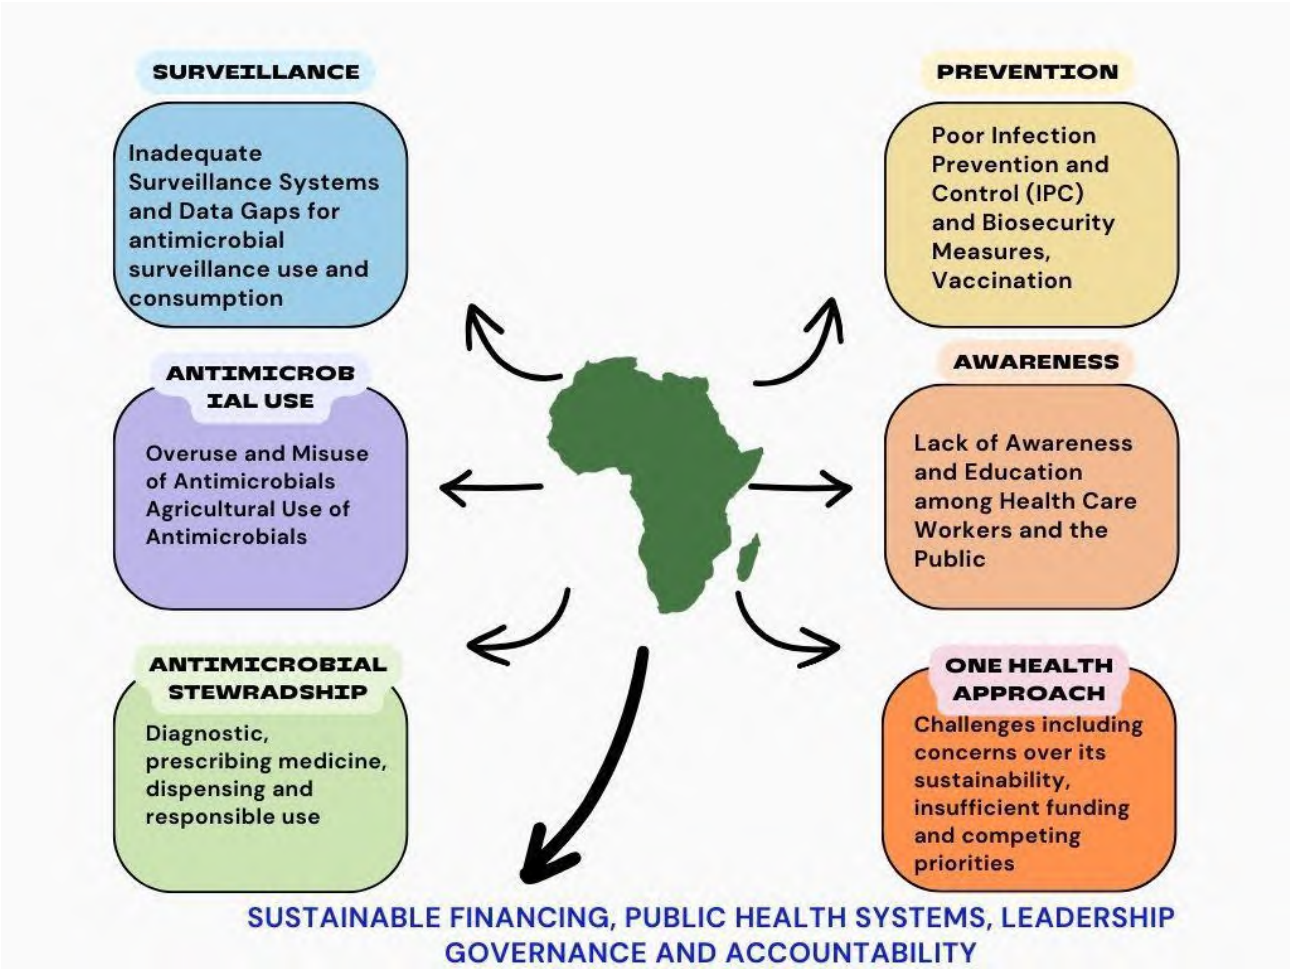 SURVEILLANCE
Inadequate
Surveillance Systems
and Data Gaps for
antimicrobial
surveillance use and
consumption
ANTIMICROB
IAL USE
Overuse and Misuse
of Antimicrobials
Agricultural Use of
Antimicrobials
ANTIMICROBIAL
STEWRADSHIP
Diagnostic,
prescribing medicine,
dispensing and
responsible use
PREVENTION
Poor Infection
Prevention and
Control (IPC)
and Biosecurity
Measures,
Vaccination
AWARENESS
Lack of Awareness
and Education
among Health Care
Workers and the
Public
ONE HEALTH
APPROACH
Challenges including
concerns over its
sustainability,
insufficient funding
and competing
priorities
SUSTAINABLE FINANCING, PUBLIC HEALTH SYSTEMS, LEADERSHIP
GOVERNANCE AND ACCOUNTABILITY